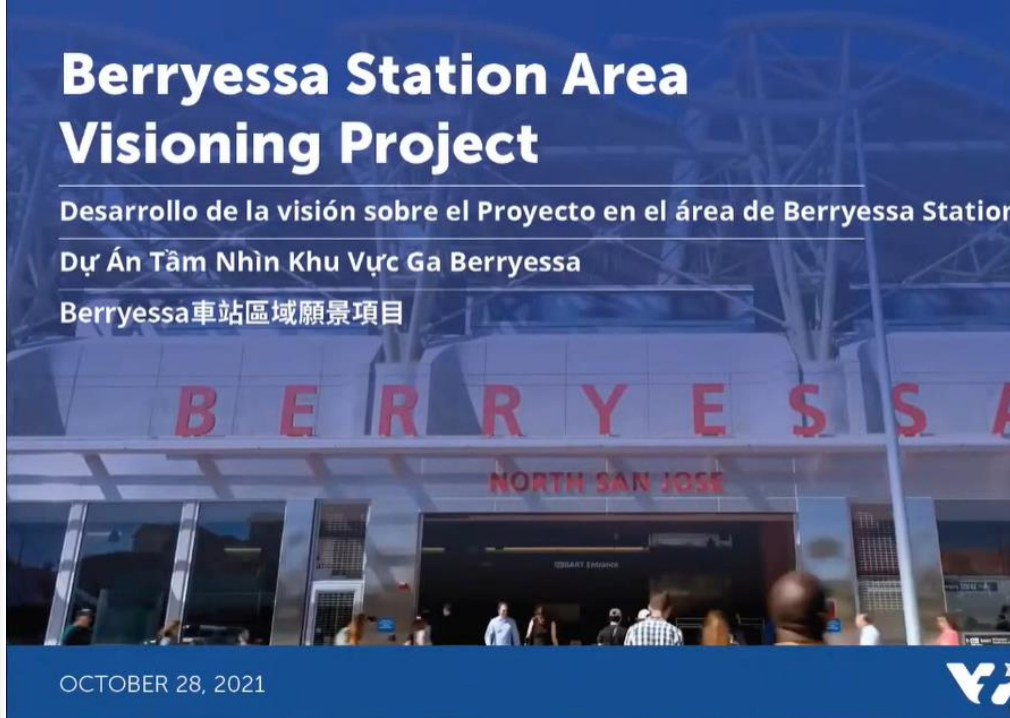 Berryessa Station Area
Visioning Project
Desarrollo de la visión sobre el Proyecto en el área de Berryessa Station
Dự Án Tầm Nhìn Khu Vực Ga Berryessa
Berryessa車站區域願景項目
BERRYESSA
NORTH SAN JOSE
BART Entrance
OCTOBER 28, 2021